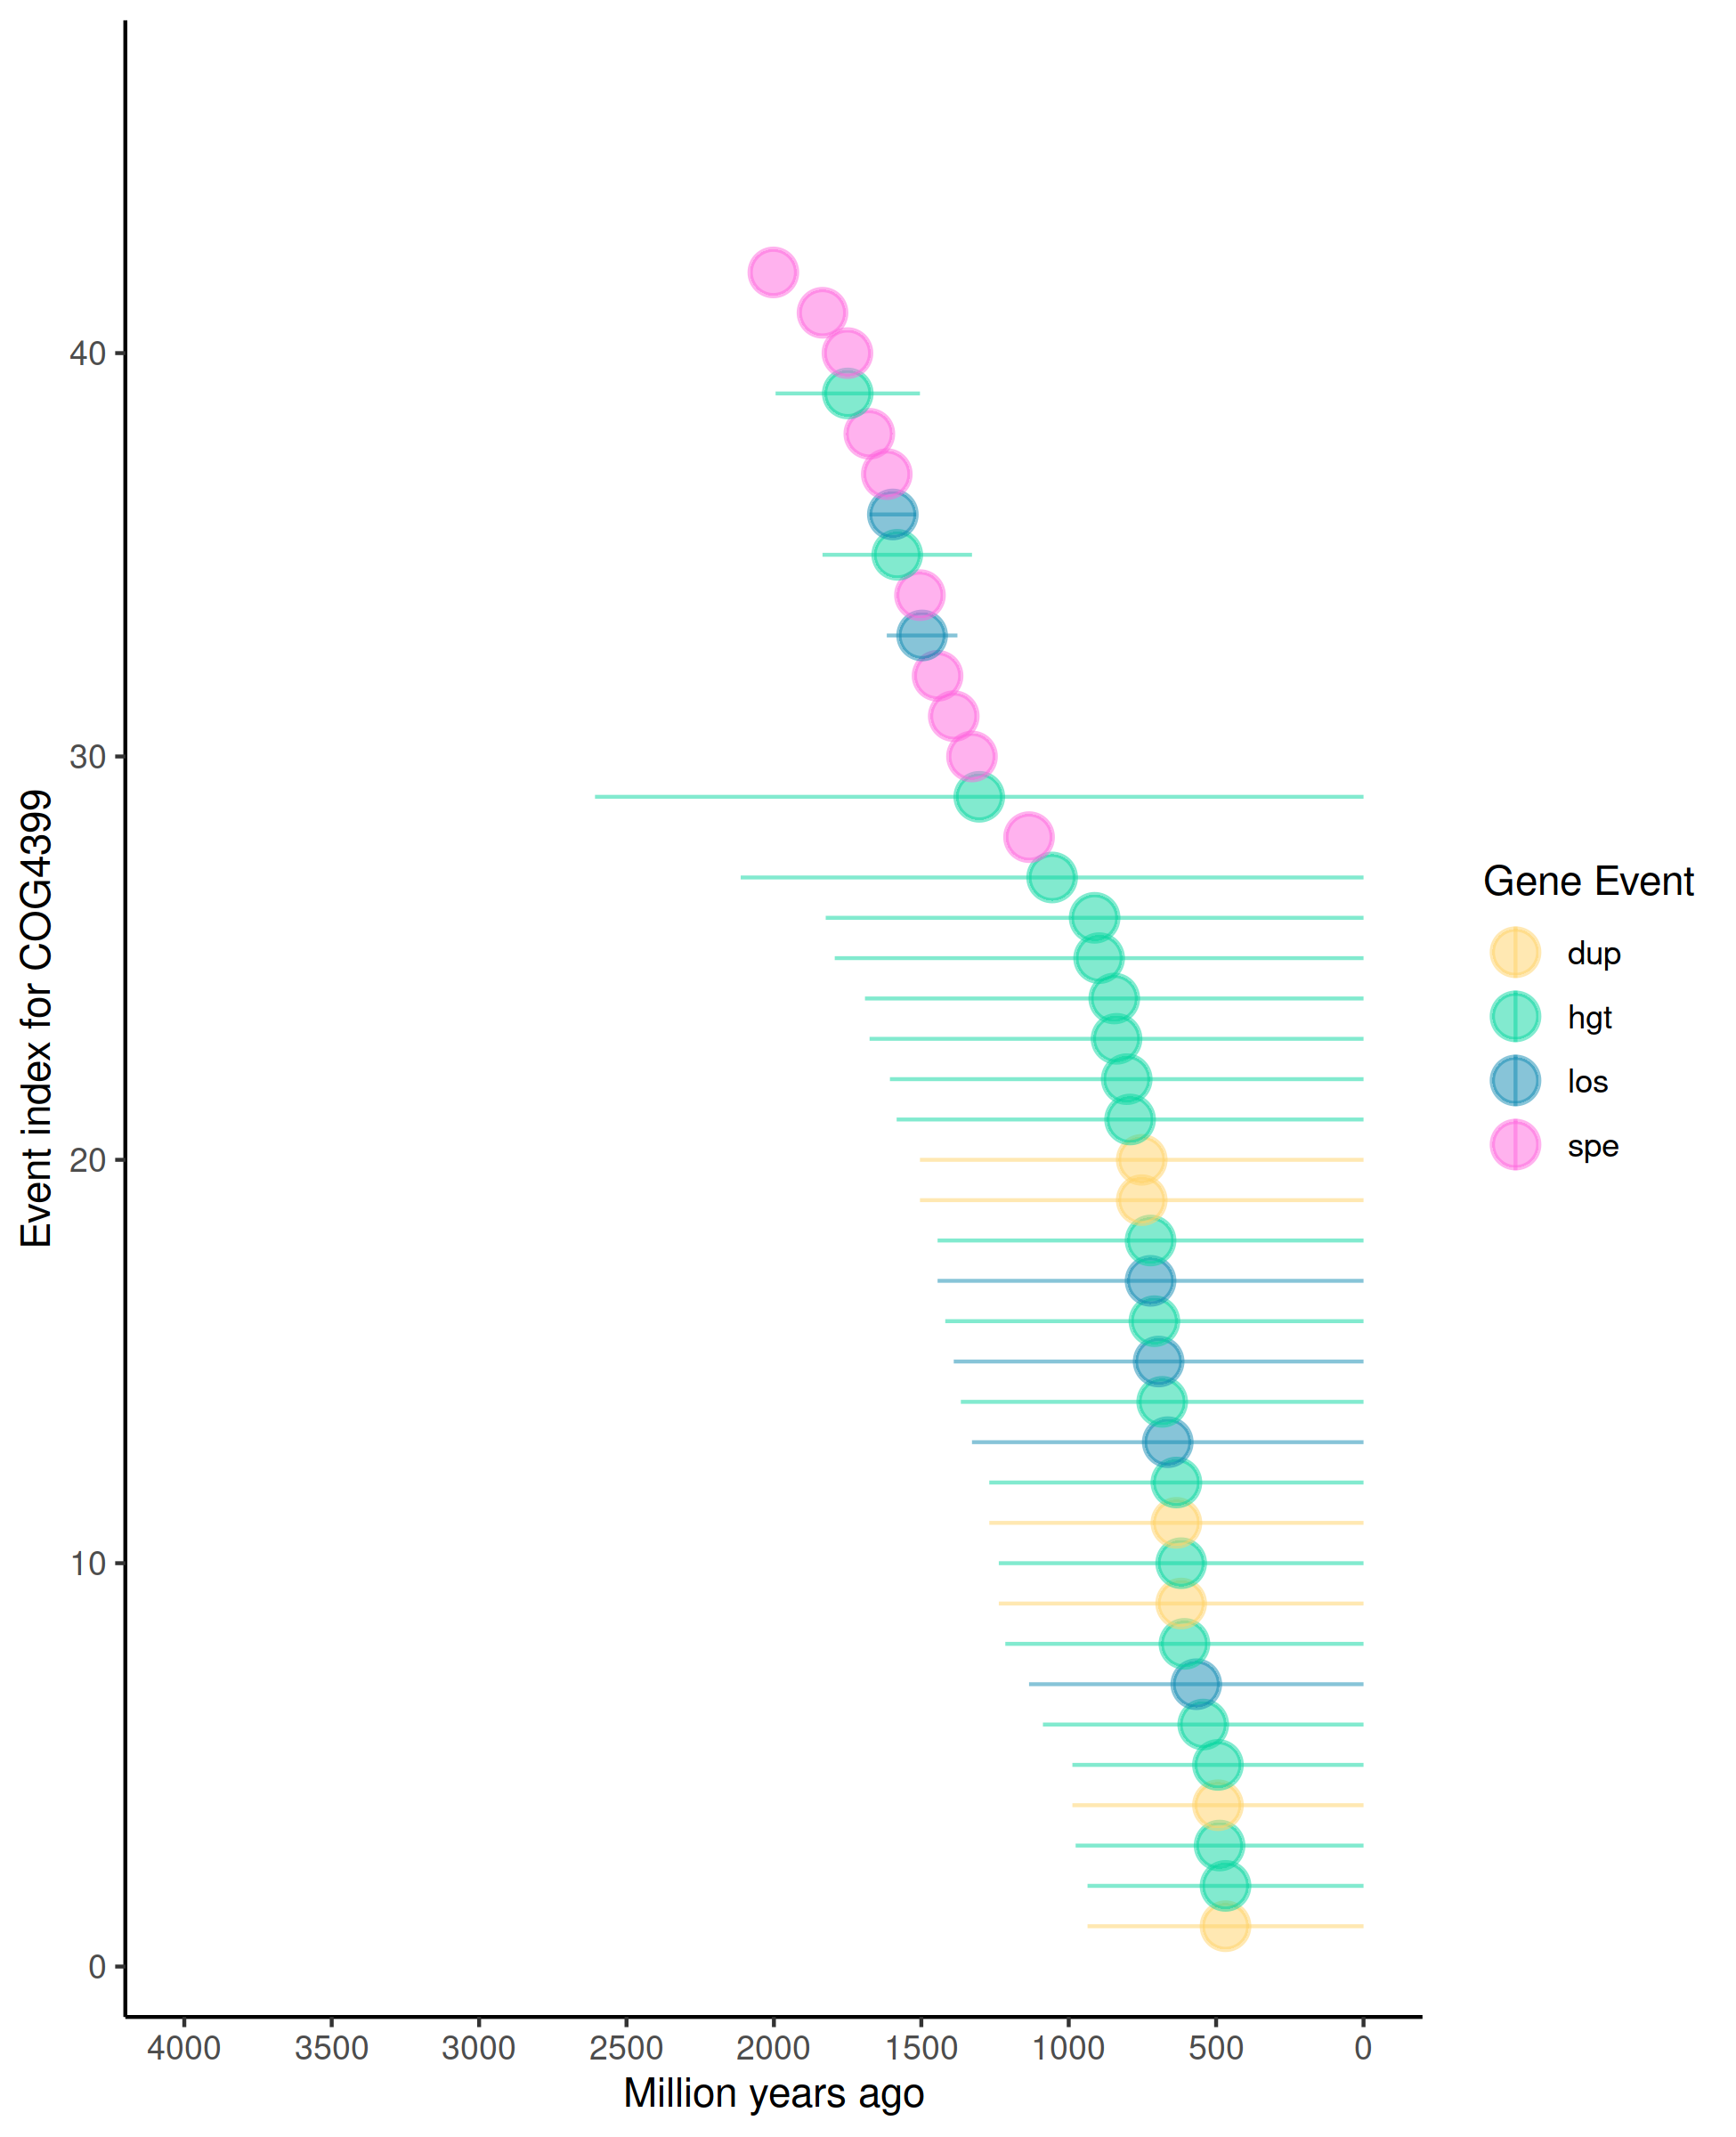 Event index for COG4399
40
30
20
10
0
4000 3500 3000 2500 2000 1500 1000 500 0
Million years ago
Gene Event
dup
hgt
los
spe